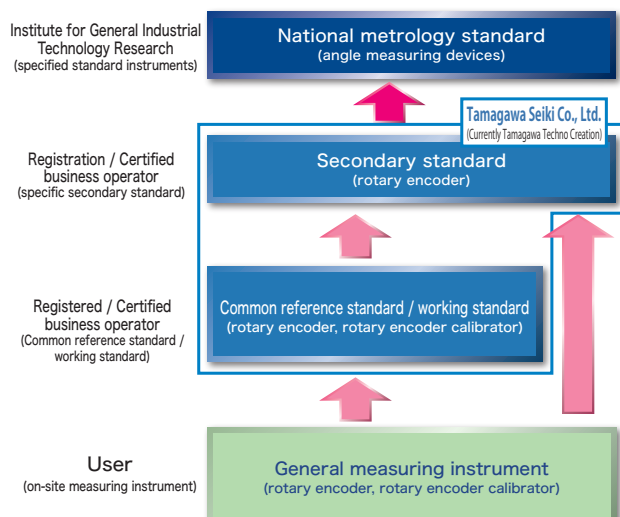 Institute for General Industrial
Technology Research
(specified standard instruments)
National metrology standard
(angle measuring devices)
Tamagawa Seiki Co., Ltd.
(Currently Tamagawa Techno Creation)
Registration / Certified
business operator
(specific secondary standard)
Secondary standard
(rotary encoder)
Registered / Certified
business operator
(Common reference standard /
working standard)
Common reference standard / working standard
(rotary encoder, rotary encoder calibrator)
User
(on-site measuring instrument)
General measuring instrument
(rotary encoder, rotary encoder calibrator)